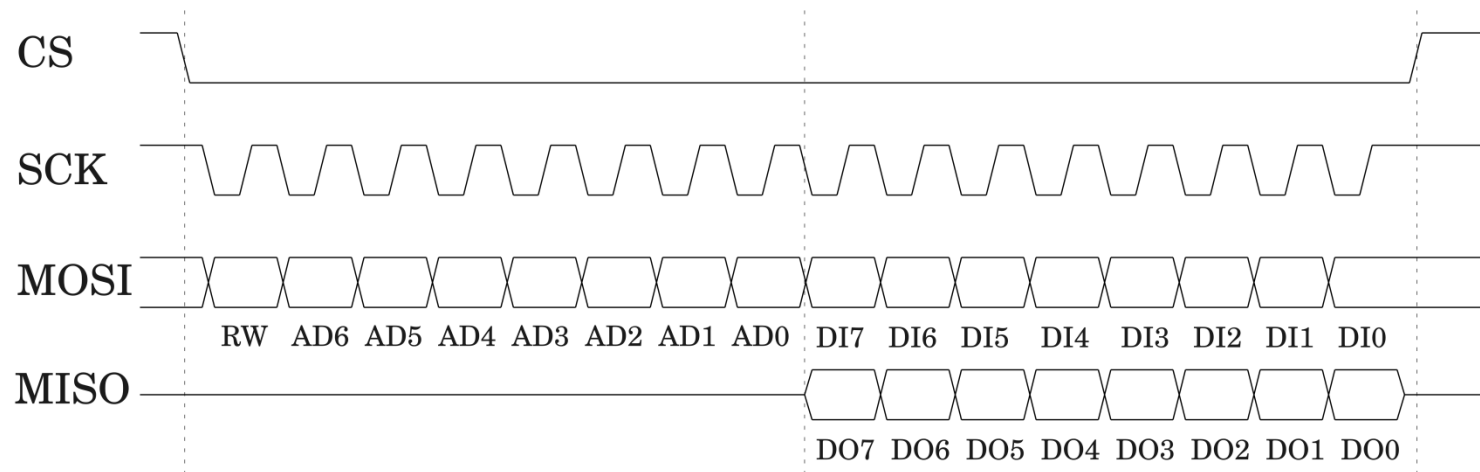 CS
SCK
MOSI
RW AD6 AD5 AD4 AD3 AD2 AD1 AD0 DI7 DI6 DI5 DI4 DI3 DI2 DI1 DI0
MISO
DO7 DO6 DO5 DO4 DO3 DO2 DO1 DO0